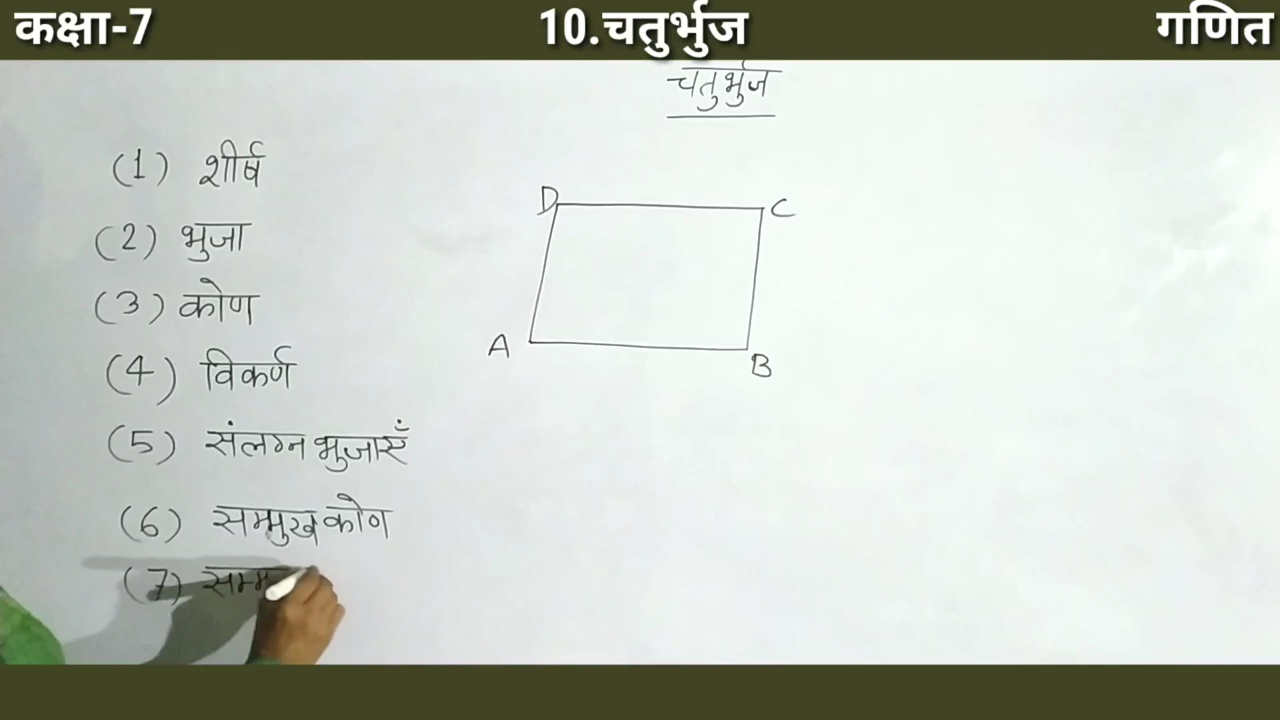 कक्षा-7 10.चतुर्भुज गणित
चतुर्भुज
(1) शीर्ष
(2) भुजा
(3) कोण
(4) विकर्ण
(5) संलग्न भुजाएँ
(6) सम्मुख कोण
(7)
D C
A B